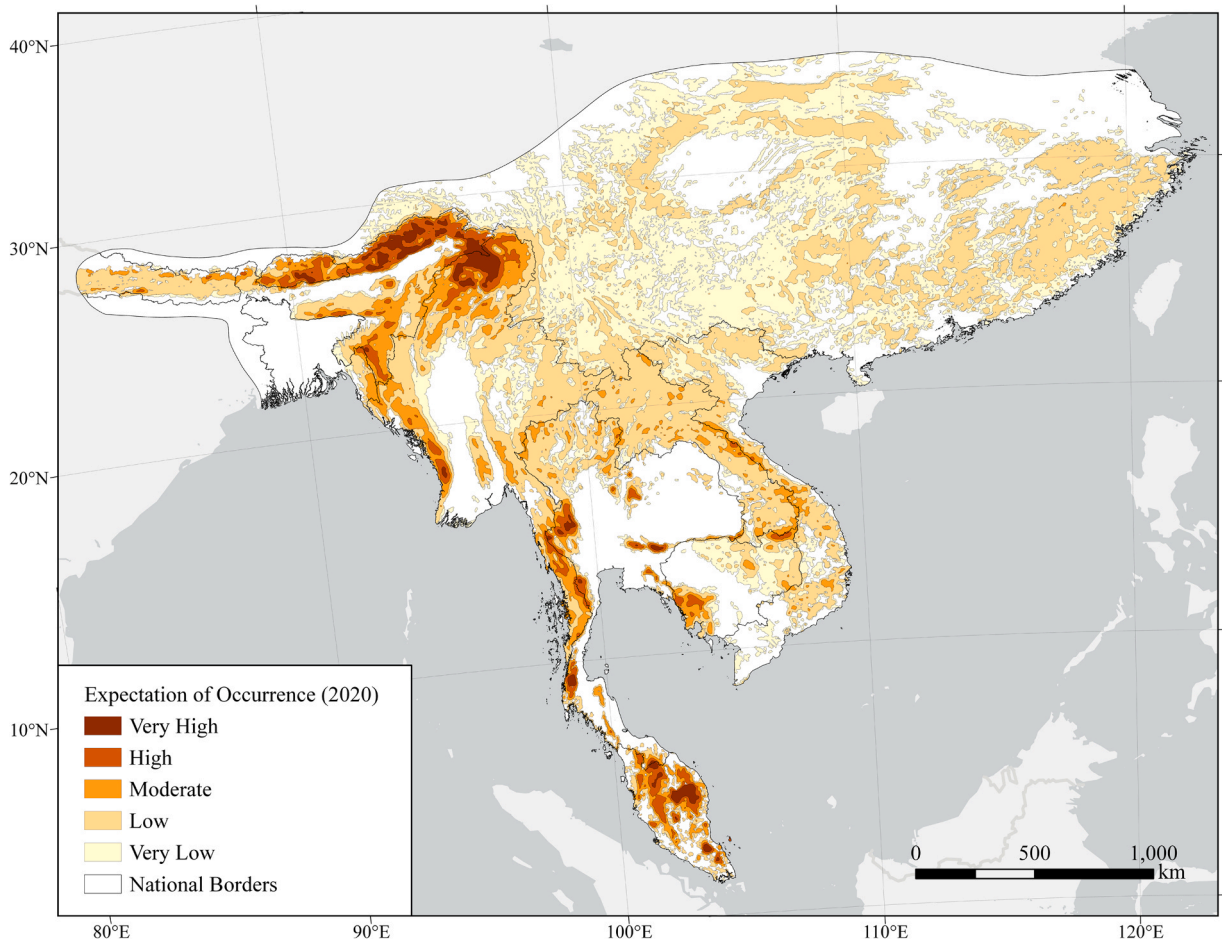 40°N
30°N
20°N
10°N
Expectation of Occurrence (2020)
Very High
High
Moderate
Low
Very Low
National Borders
0 500 1,000
km
80°E 90°E 100°E 110°E 120°E